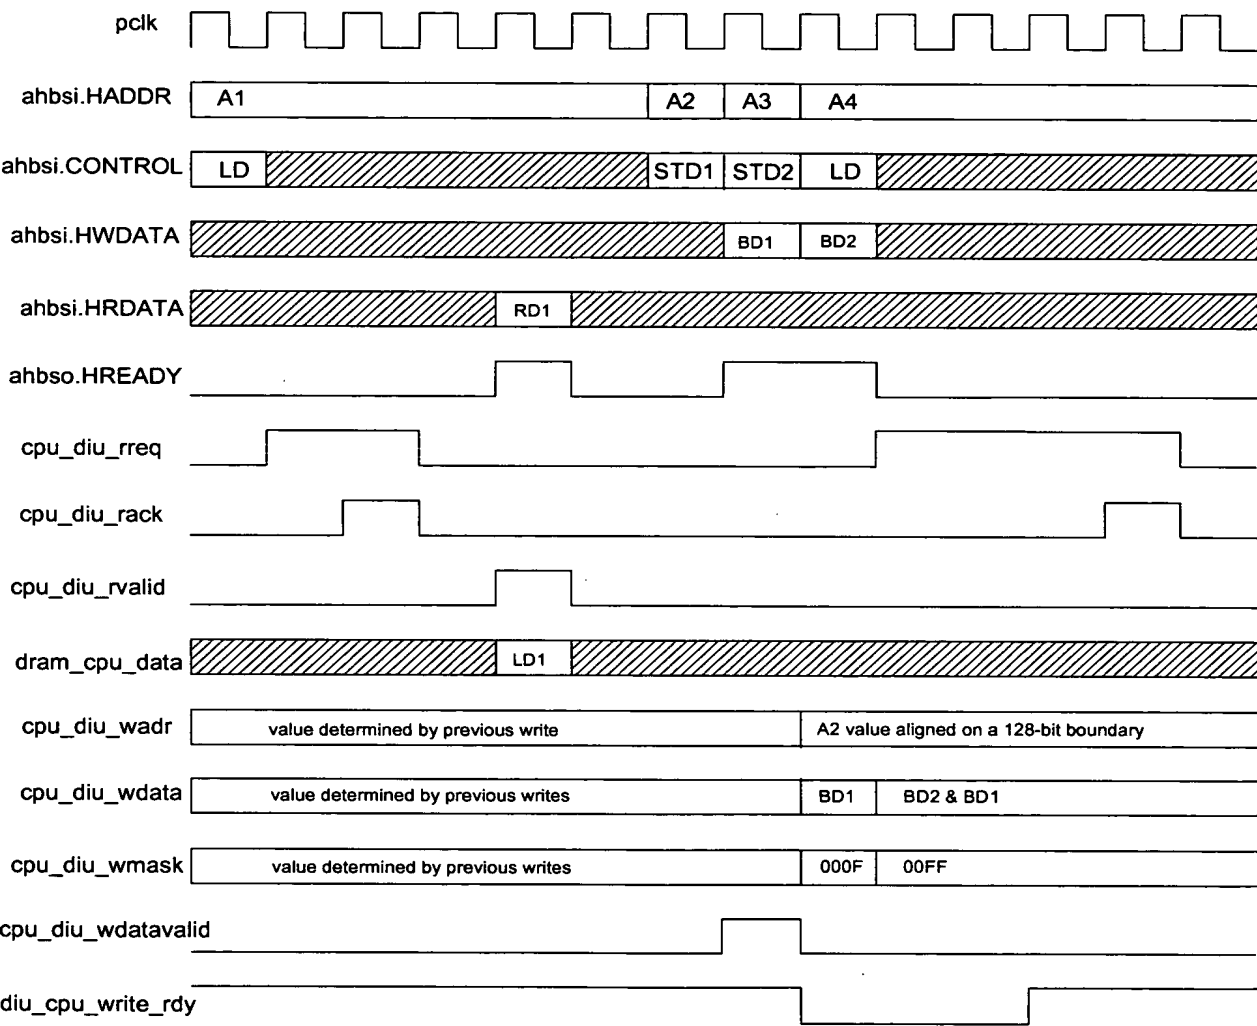 pclk
ahbsi.HADDR A1 A2 A3 A4
ahbsi.CONTROL LD STD1 STD2 LD
ahbsi.HWDATA BD1 BD2
ahbsi.HRDATA RD1
ahbso.HREADY
cpu_diu_rreq
cpu_diu_rack
cpu_diu_rvalid
dram_cpu_data LD1
cpu_diu_wadr value determined by previous write A2 value aligned on a 128-bit boundary
cpu_diu_wdata value determined by previous writes BD1 BD2 & BD1
cpu_diu_wmask value determined by previous writes 000F 00FF
cpu_diu_wdatavalid
diu_cpu_write_rdy